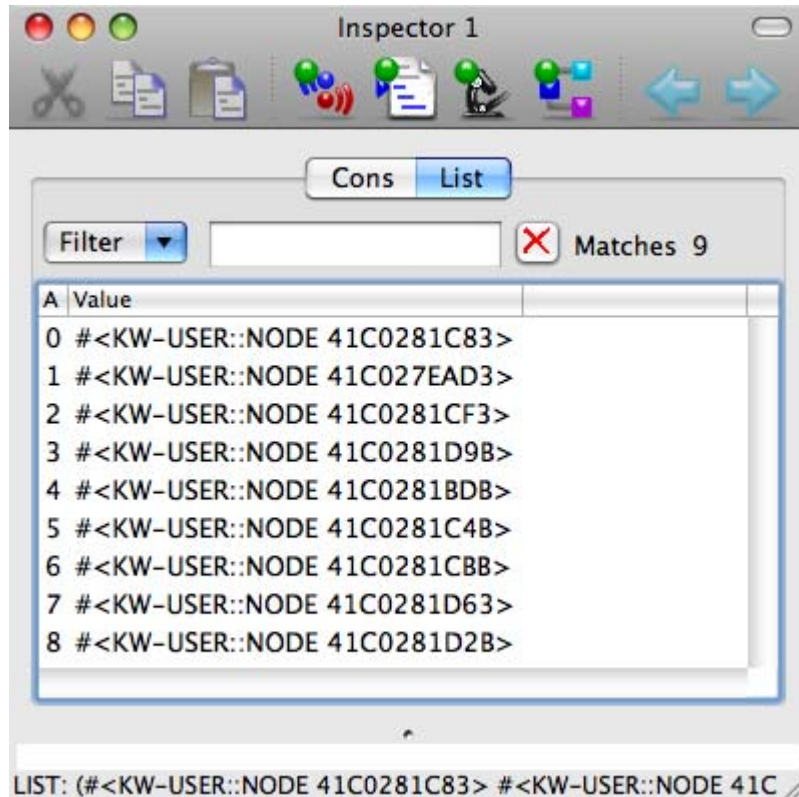 Inspector 1
Cons List
Filter Matches 9
A Value
0 #<KW-USER::NODE 41C0281C83>
1 #<KW-USER::NODE 41C027EAD3>
2 #<KW-USER::NODE 41C0281CF3>
3 #<KW-USER::NODE 41C0281D9B>
4 #<KW-USER::NODE 41C0281BDB>
5 #<KW-USER::NODE 41C0281C4B>
6 #<KW-USER::NODE 41C0281CBB>
7 #<KW-USER::NODE 41C0281D63>
8 #<KW-USER::NODE 41C0281D2B>
LIST: (#<KW-USER::NODE 41C0281C83> #<KW-USER::NODE 41C